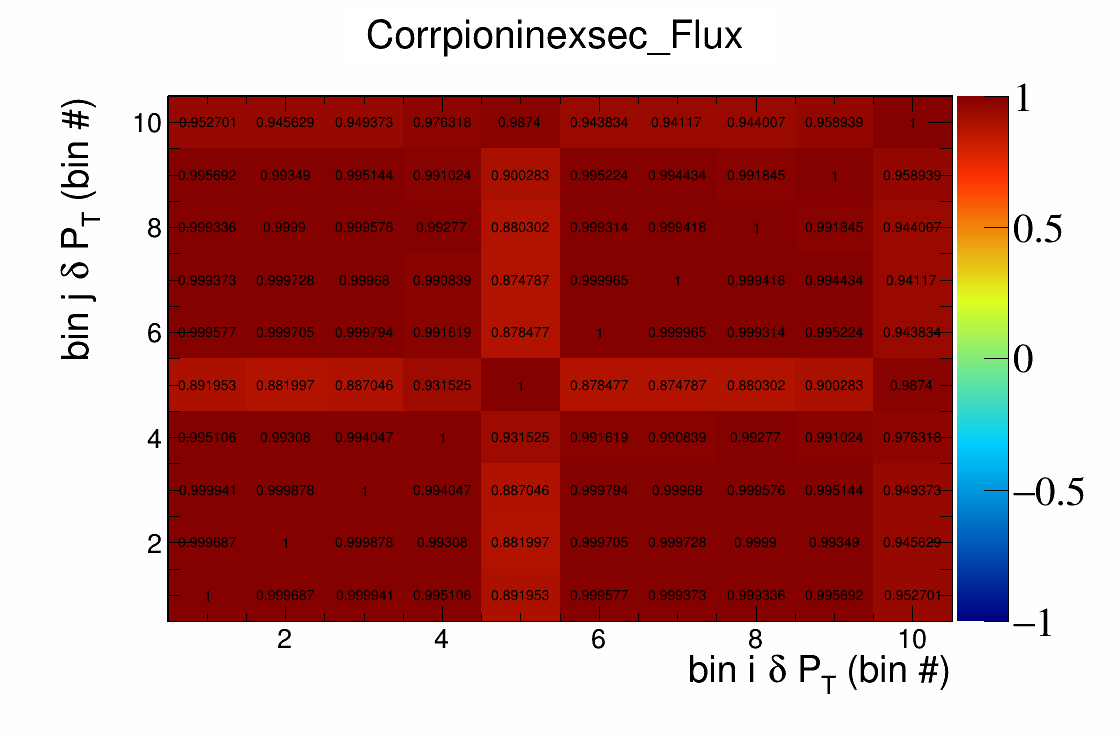 Corrpioninexsec_Flux
bin j δ P_T (bin #)
10 0.952701 0.945629 0.949373 0.976318 0.9874 0.943834 0.94117 0.944007 0.958939 1
0.995692 0.99349 0.995144 0.991024 0.900283 0.995224 0.994434 0.991845 1 0.958939
8 0.999336 0.9999 0.999576 0.99277 0.880302 0.999314 0.999418 1 0.991845 0.944007
0.999373 0.999728 0.99968 0.990839 0.874787 0.999965 1 0.999418 0.994434 0.94117
6 0.999577 0.999705 0.999794 0.991619 0.878477 1 0.999965 0.999314 0.995224 0.943834
0.891953 0.881997 0.887046 0.931525 1 0.878477 0.874787 0.880302 0.900283 0.9874
4 0.995106 0.99308 0.994047 1 0.931525 0.991619 0.990839 0.99277 0.991024 0.976318
0.999941 0.999878 1 0.994047 0.887046 0.999794 0.99968 0.999576 0.995144 0.949373
2 0.999687 1 0.999878 0.99308 0.881997 0.999705 0.999728 0.9999 0.99349 0.945629
1 0.999687 0.999941 0.995106 0.891953 0.999577 0.999373 0.999336 0.995692 0.952701
2 4 6 8 10
bin i δ P_T (bin #)
1
0.5
0
−0.5
−1